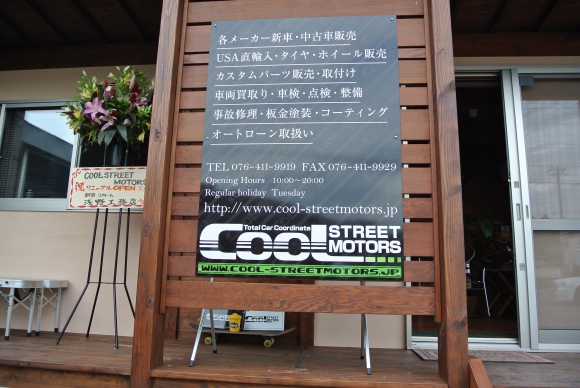 各メーカー新車・中古車販売
USA直輸入・タイヤ・ホイール販売
カスタムパーツ販売・取付け
車両買取り・車検・点検・整備
事故修理・板金塗装・コーティング
オートローン取扱い
TEL 076-411-9919 FAX 076-411-9929
Opening Hours 10:00~20:00
Regular holiday Tuesday
http://www.cool-streetmotors.jp
Total Car Coordinate
COOL STREET MOTORS
WWW.COOL-STREETMOTORS.JP
祝
COOL STREET
MOTORS
リニューアルOPEN
浅野工務店